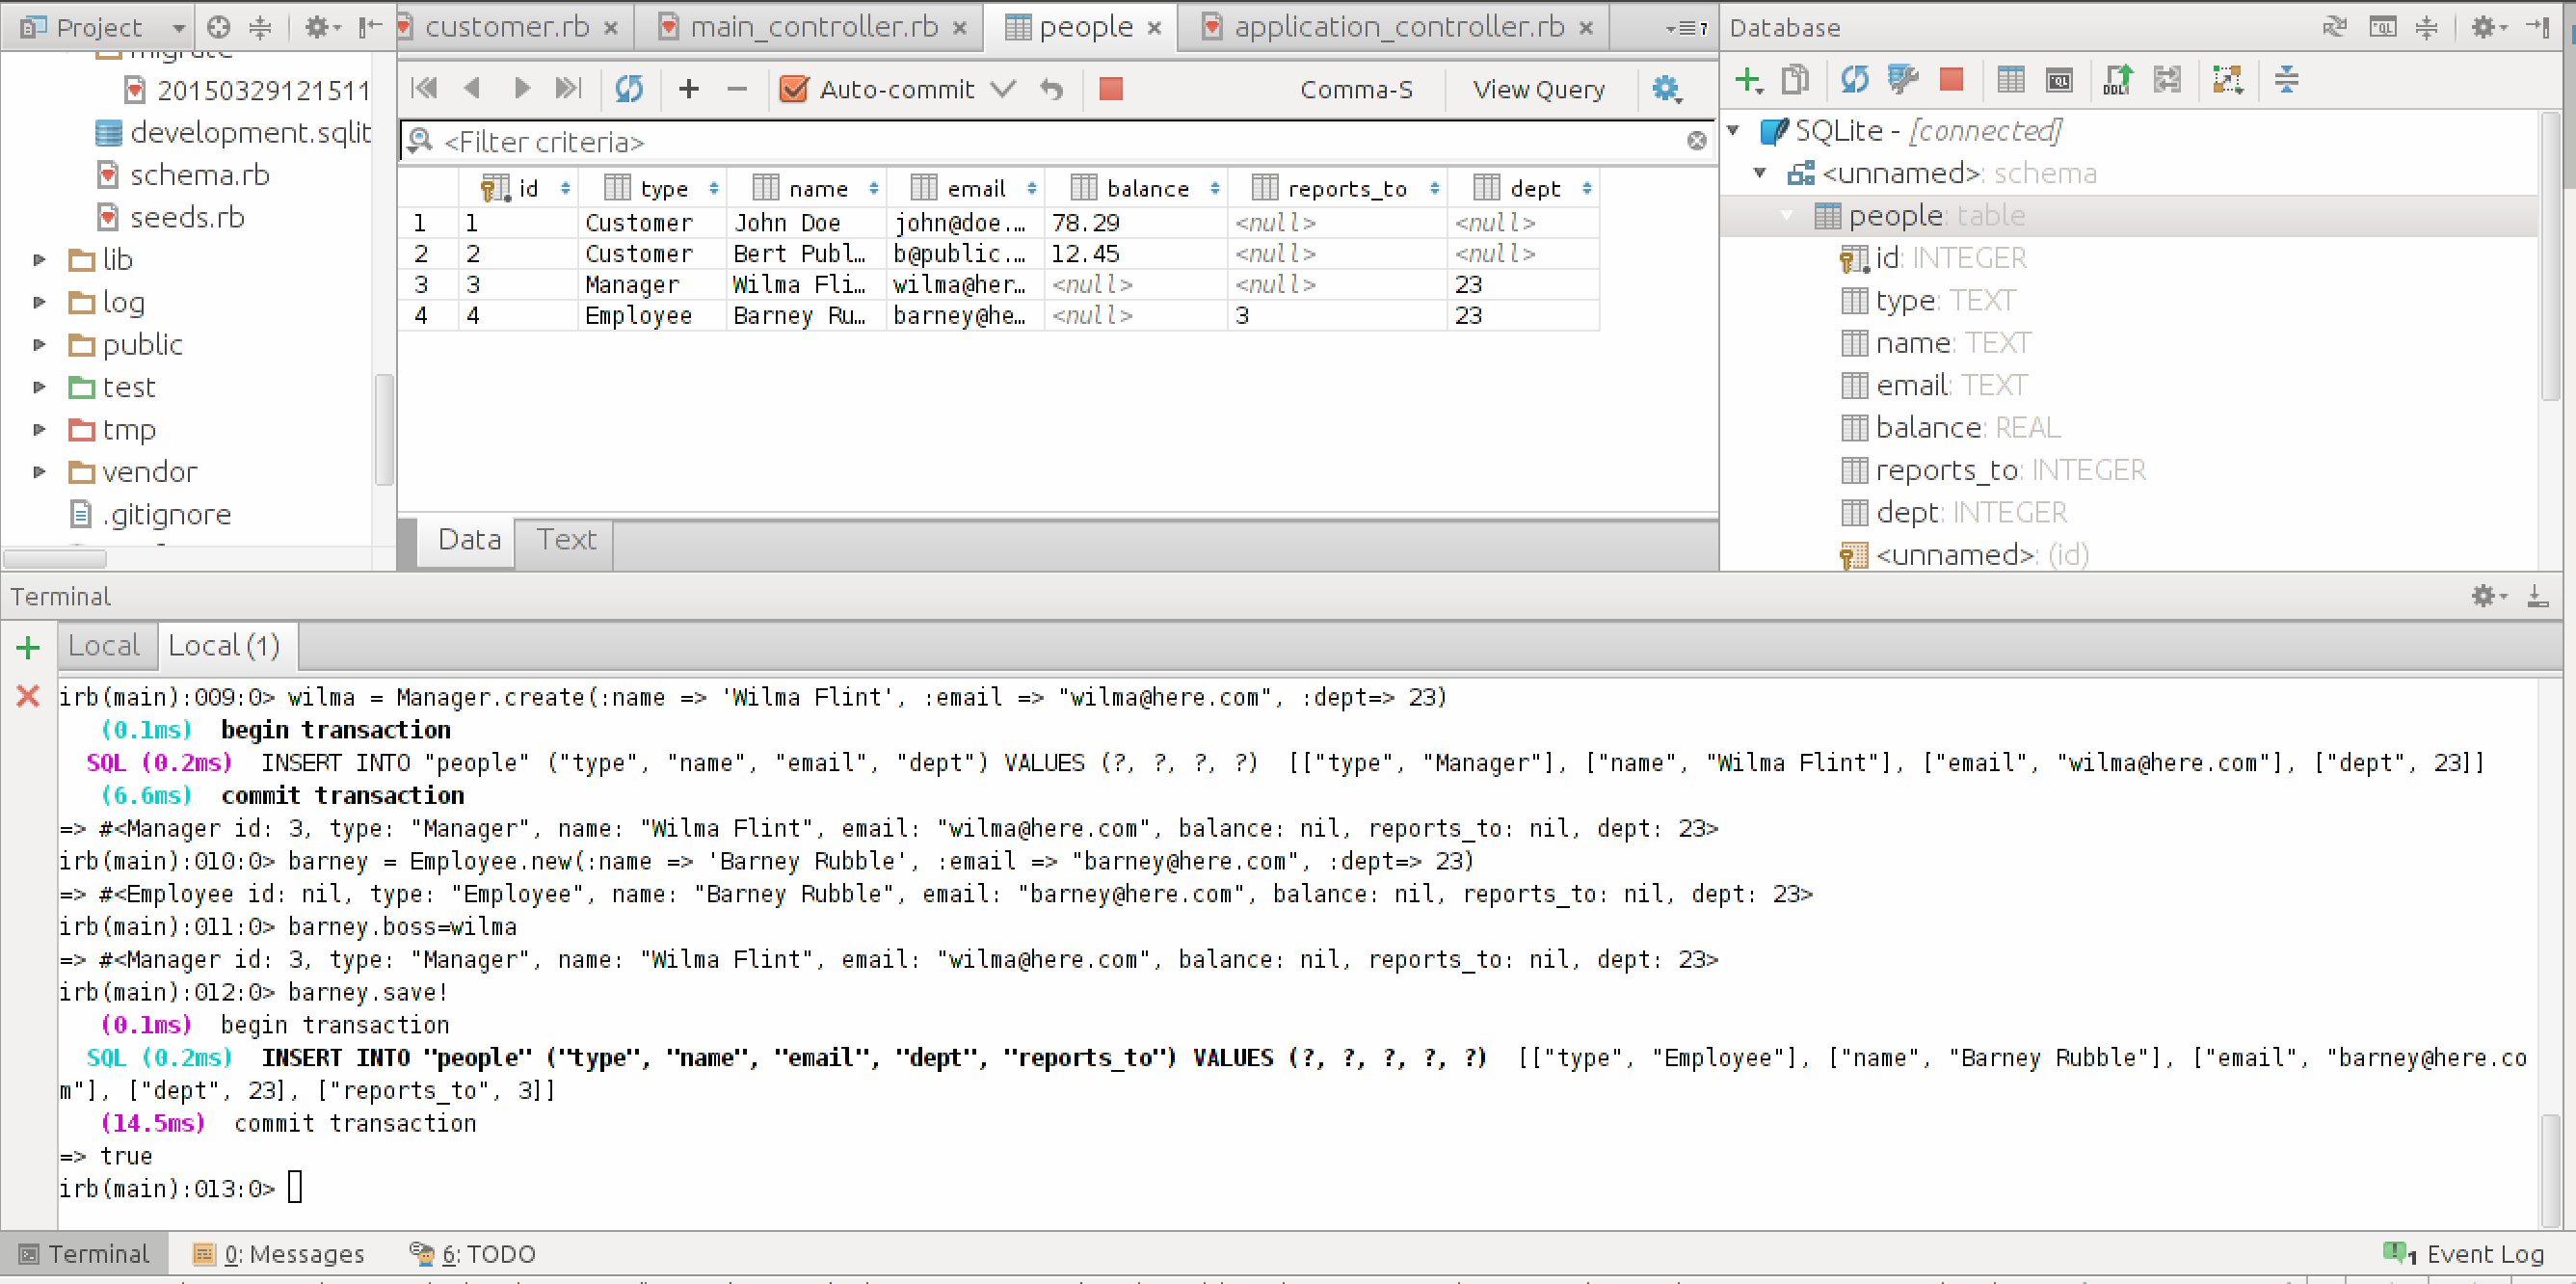 Project
customer.rb
main_controller.rb
people
application_controller.rb
7
Database
migrate
20150329121511
development.sqlit
schema.rb
seeds.rb
lib
log
public
test
tmp
vendor
.gitignore
Auto-commit
Comma-S
View Query
<Filter criteria>
id type name email balance reports_to dept
1 1 Customer John Doe john@doe.… 78.29 <null> <null>
2 2 Customer Bert Publ… b@public.… 12.45 <null> <null>
3 3 Manager Wilma Fli… wilma@her… <null> <null> 23
4 4 Employee Barney Ru… barney@he… <null> 3 23
Data Text
SQL
SQL
DDL
SQLite - [connected]
<unnamed>: schema
people: table
id: INTEGER
type: TEXT
name: TEXT
email: TEXT
balance: REAL
reports_to: INTEGER
dept: INTEGER
<unnamed>: (id)
Terminal
Local Local (1)
irb(main):009:0> wilma = Manager.create(:name => 'Wilma Flint', :email => "wilma@here.com", :dept=> 23)
(0.1ms) begin transaction
SQL (0.2ms) INSERT INTO "people" ("type", "name", "email", "dept") VALUES (?, ?, ?, ?) [["type", "Manager"], ["name", "Wilma Flint"], ["email", "wilma@here.com"], ["dept", 23]]
(6.6ms) commit transaction
=> #<Manager id: 3, type: "Manager", name: "Wilma Flint", email: "wilma@here.com", balance: nil, reports_to: nil, dept: 23>
irb(main):010:0> barney = Employee.new(:name => 'Barney Rubble', :email => "barney@here.com", :dept=> 23)
=> #<Employee id: nil, type: "Employee", name: "Barney Rubble", email: "barney@here.com", balance: nil, reports_to: nil, dept: 23>
irb(main):011:0> barney.boss=wilma
=> #<Manager id: 3, type: "Manager", name: "Wilma Flint", email: "wilma@here.com", balance: nil, reports_to: nil, dept: 23>
irb(main):012:0> barney.save!
(0.1ms) begin transaction
SQL (0.2ms) INSERT INTO "people" ("type", "name", "email", "dept", "reports_to") VALUES (?, ?, ?, ?, ?) [["type", "Employee"], ["name", "Barney Rubble"], ["email", "barney@here.co
m"], ["dept", 23], ["reports_to", 3]]
(14.5ms) commit transaction
=> true
irb(main):013:0>
Terminal
0: Messages
6: TODO
1 Event Log